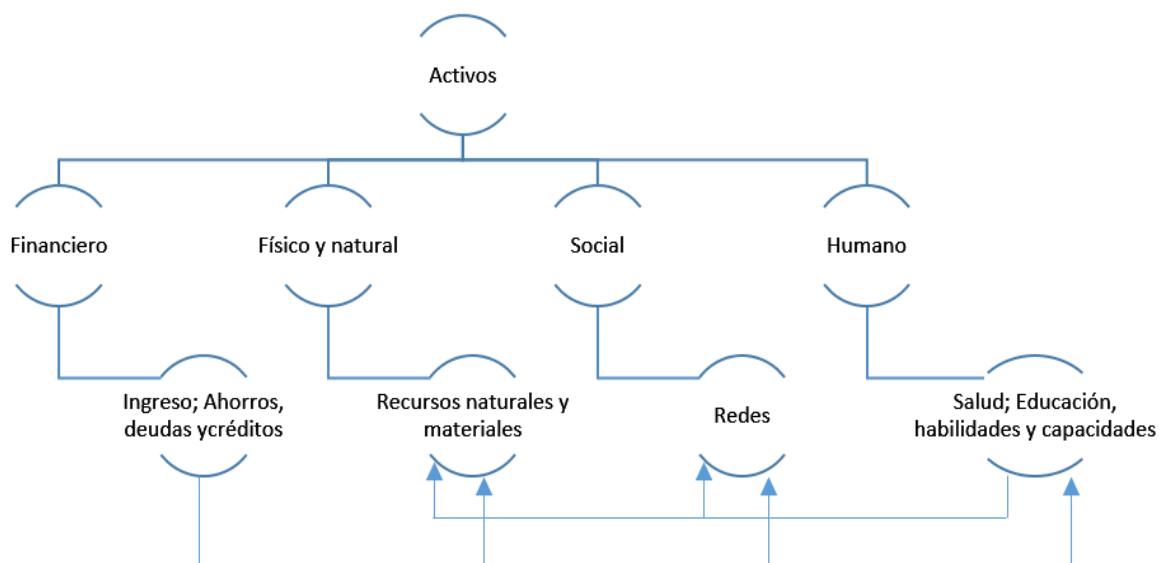 Activos
Financiero
Físico y natural
Social
Humano
Ingreso; Ahorros,
deudas ycréditos
Recursos naturales y
materiales
Redes
Salud; Educación,
habilidades y capacidades